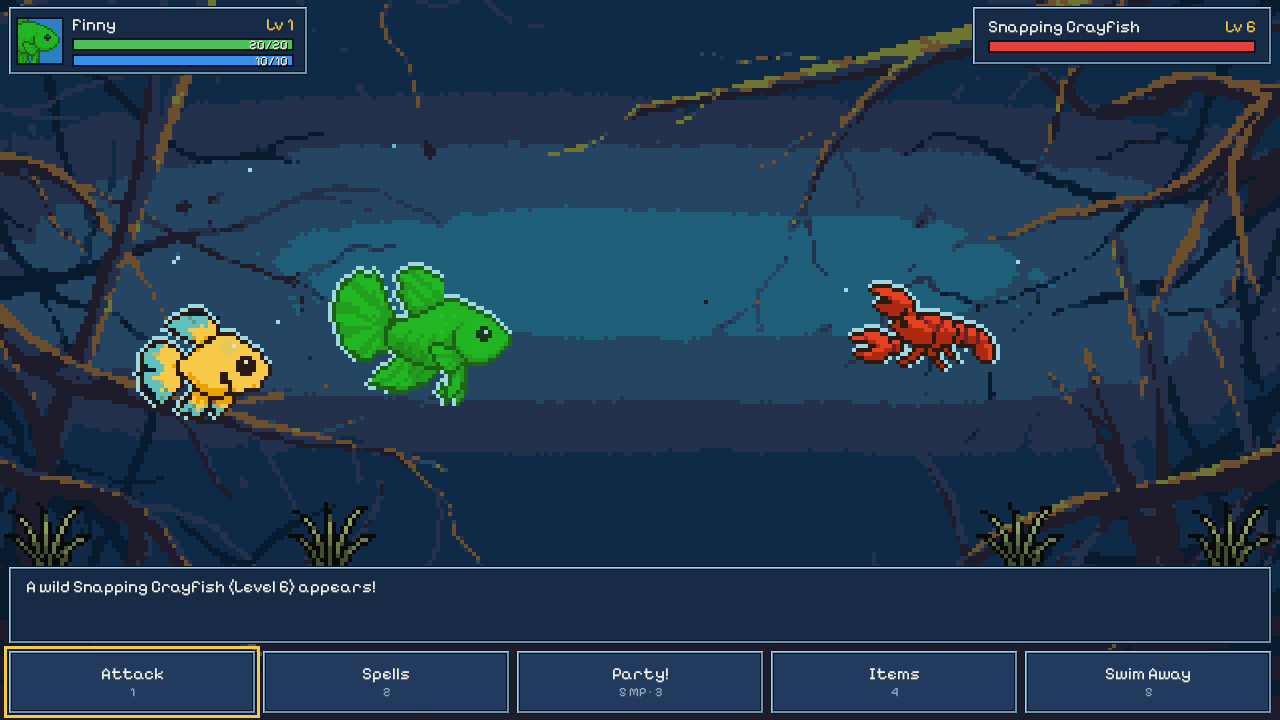 Finny Lv 1
20/20
10/10
Snapping Crayfish Lv 6
A wild Snapping Crayfish (Level 6) appears!
Attack
1
Spells
2
Party!
5 MP · 3
Items
4
Swim Away
5